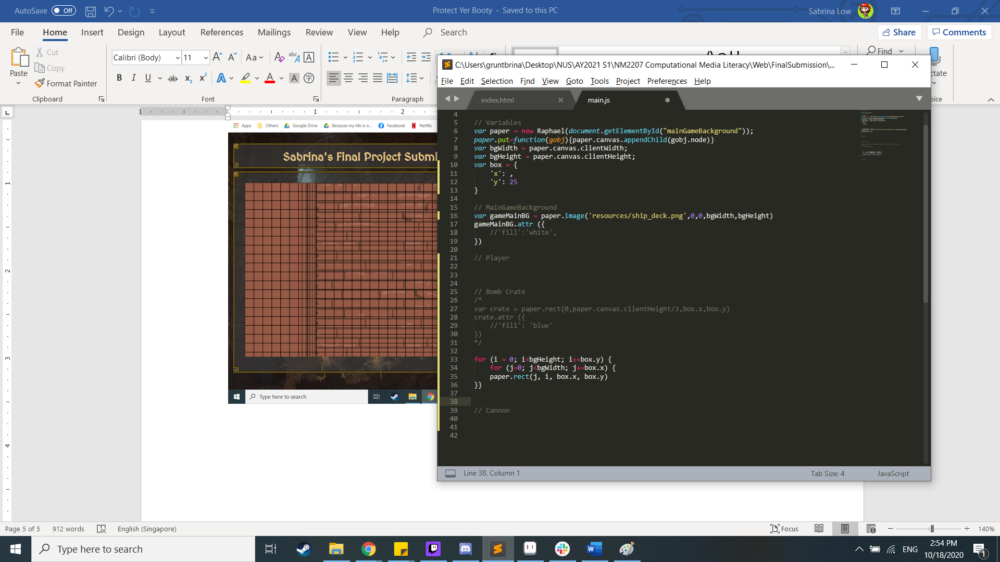 AutoSave Off
Protect Yer Booty - Saved to this PC
Sabrina Low
File Home Insert Design Layout References Mailings Review View Help Search
Share Comments
Paste
Cut
Copy
Format Painter
Calibri (Body) 11
Find
Clipboard
Font
Paragraph
C:\Users\gruntbrina\Desktop\NUS\AY2021 S1\NM2207 Computational Media Literacy\Web\FinalSubmission\...
File Edit Selection Find View Goto Tools Project Preferences Help
index.html
main.js
4
5 // Variables
6 var paper = new Raphael(document.getElementById("mainGameBackground"));
7 paper.put=function(gobj){paper.canvas.appendChild(gobj.node)}
8 var bgWidth = paper.canvas.clientWidth;
9 var bgHeight = paper.canvas.clientHeight;
10 var box = {
11 'x': ,
12 'y': 25
13 }
14
15 // MainGameBackground
16 var gameMainBG = paper.image('resources/ship_deck.png',0,0,bgWidth,bgHeight)
17 gameMainBG.attr ({
18 //'fill':'white',
19 })
20
21 // Player
22
23
24
25 // Bomb Crate
26 /*
27 var crate = paper.rect(0,paper.canvas.clientHeight/3,box.x,box.y)
28 crate.attr ({
29 //'fill': 'blue'
30 })
31 */
32
33 for (i = 0; i<bgHeight; i+=box.y) {
34 for (j=0; j<bgWidth; j+=box.x) {
35 paper.rect(j, i, box.x, box.y)
36 }}
37
38
39 // Cannon
40
41
42
Line 38, Column 1
Tab Size: 4
JavaScript
Apps Others Google Drive Because my life is n... Facebook Netflix
Sabrina's Final Project Submi
Type here to search
Page 5 of 5 912 words English (Singapore)
Focus
140%
Type here to search
ENG
2:54 PM
10/18/2020
1